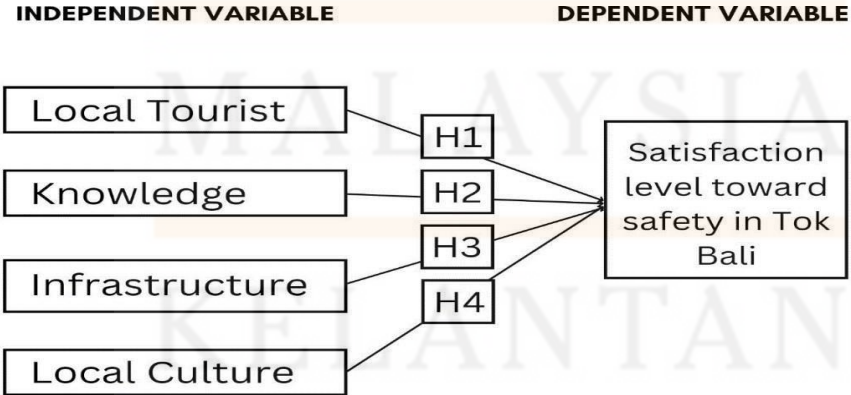 INDEPENDENT VARIABLE
DEPENDENT VARIABLE
MALAYSIA
Local Tourist
H1
Knowledge
H2
Infrastructure
H3
Local Culture
H4
Satisfaction
level toward
safety in Tok
Bali
KELANTAN